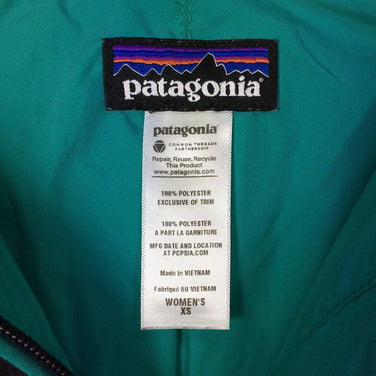 patagonia
patagonia
COMMON THREADS
PARTNERSHIP
Repair, Reuse, Recycle
This Product
www.patagonia.com
100% POLYESTER
EXCLUSIVE OF TRIM
100% POLYESTER
A PART LA GARNITURE
MFG DATE AND LOCATION
AT PCPSIA.COM
Made in VIETNAM
Fabriqué au VIETNAM
WOMEN'S
XS